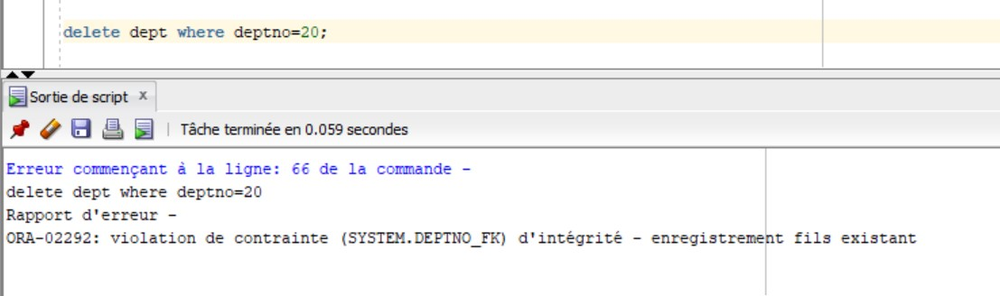 delete dept where deptno=20;
Sortie de script x
Tâche terminée en 0.059 secondes
Erreur commençant à la ligne: 66 de la commande -
delete dept where deptno=20
Rapport d'erreur -
ORA-02292: violation de contrainte (SYSTEM.DEPTNO_FK) d'intégrité - enregistrement fils existant